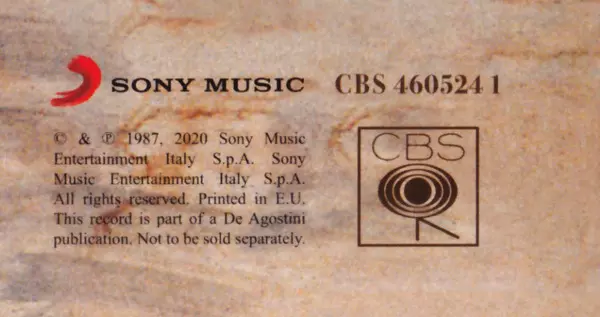 SONY MUSIC CBS 460524 1
© & ℗ 1987, 2020 Sony Music
Entertainment Italy S.p.A. Sony
Music Entertainment Italy S.p.A.
All rights reserved. Printed in E.U.
This record is part of a De Agostini
publication. Not to be sold separately.
CBS
R